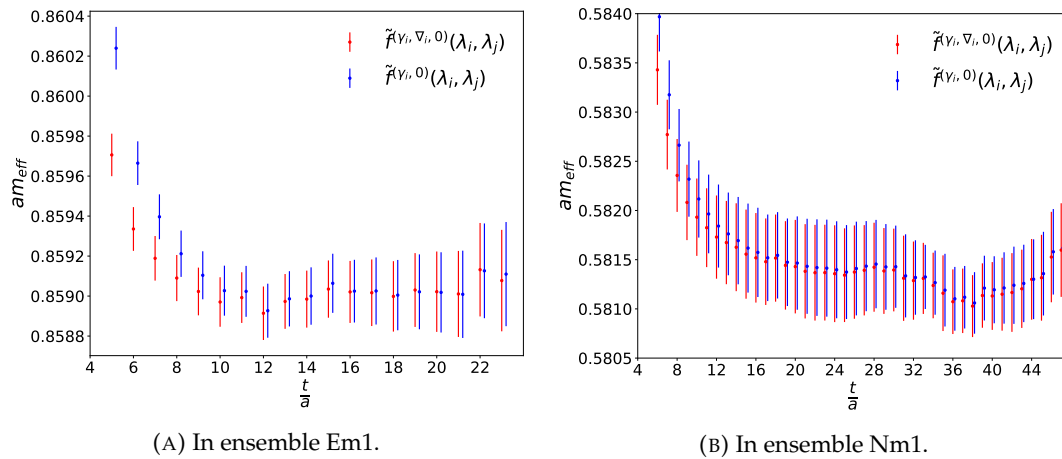 0.8604
0.8602
0.8600
0.8598
0.8596
0.8594
0.8592
0.8590
0.8588
am_eff
f̃^(γ_i, ∇_i, 0)(λ_i, λ_j)
f̃^(γ_i, 0)(λ_i, λ_j)
4 6 8 10 12 14 16 18 20 22
t/a
(A) In ensemble Em1.
0.5840
0.5835
0.5830
0.5825
0.5820
0.5815
0.5810
0.5805
am_eff
f̃^(γ_i, ∇_i, 0)(λ_i, λ_j)
f̃^(γ_i, 0)(λ_i, λ_j)
4 8 12 16 20 24 28 32 36 40 44
t/a
(B) In ensemble Nm1.